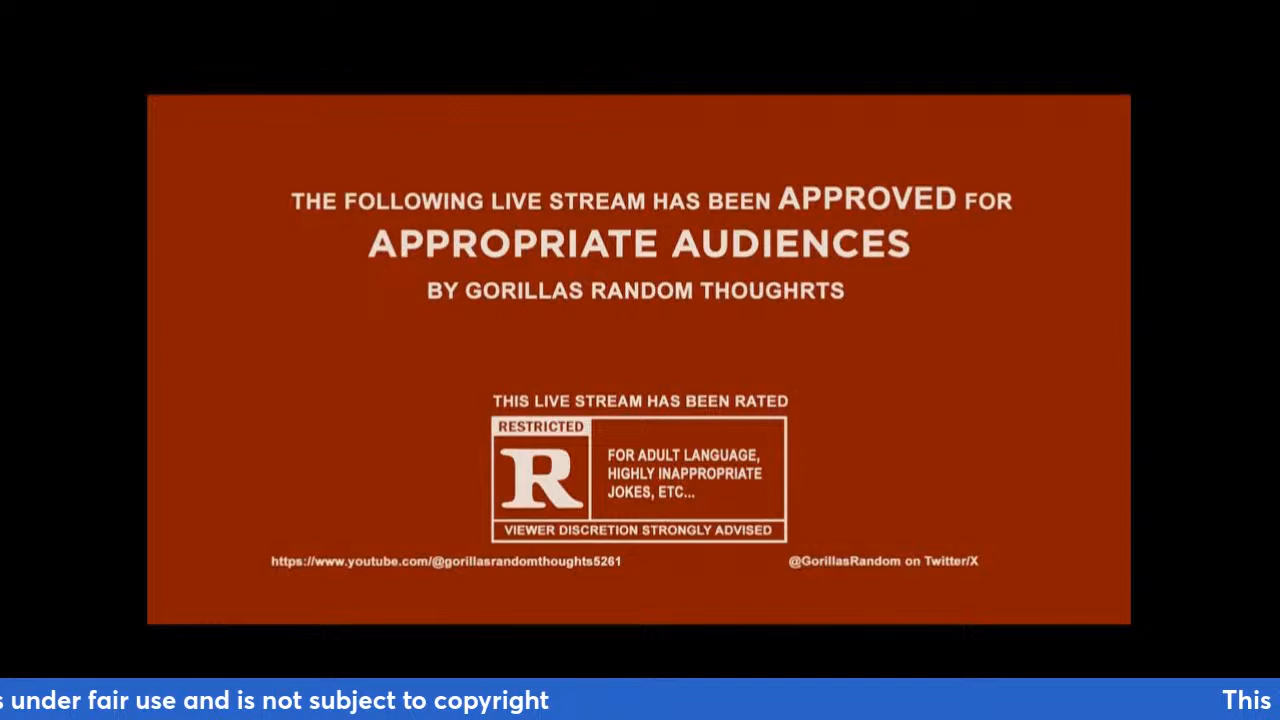 THE FOLLOWING LIVE STREAM HAS BEEN APPROVED FOR
APPROPRIATE AUDIENCES
BY GORILLAS RANDOM THOUGHRTS
THIS LIVE STREAM HAS BEEN RATED
RESTRICTED
R
FOR ADULT LANGUAGE,
HIGHLY INAPPROPRIATE
JOKES, ETC...
VIEWER DISCRETION STRONGLY ADVISED
https://www.youtube.com/@gorillasrandomthoughts5261
@GorillasRandom on Twitter/X
s under fair use and is not subject to copyright
This